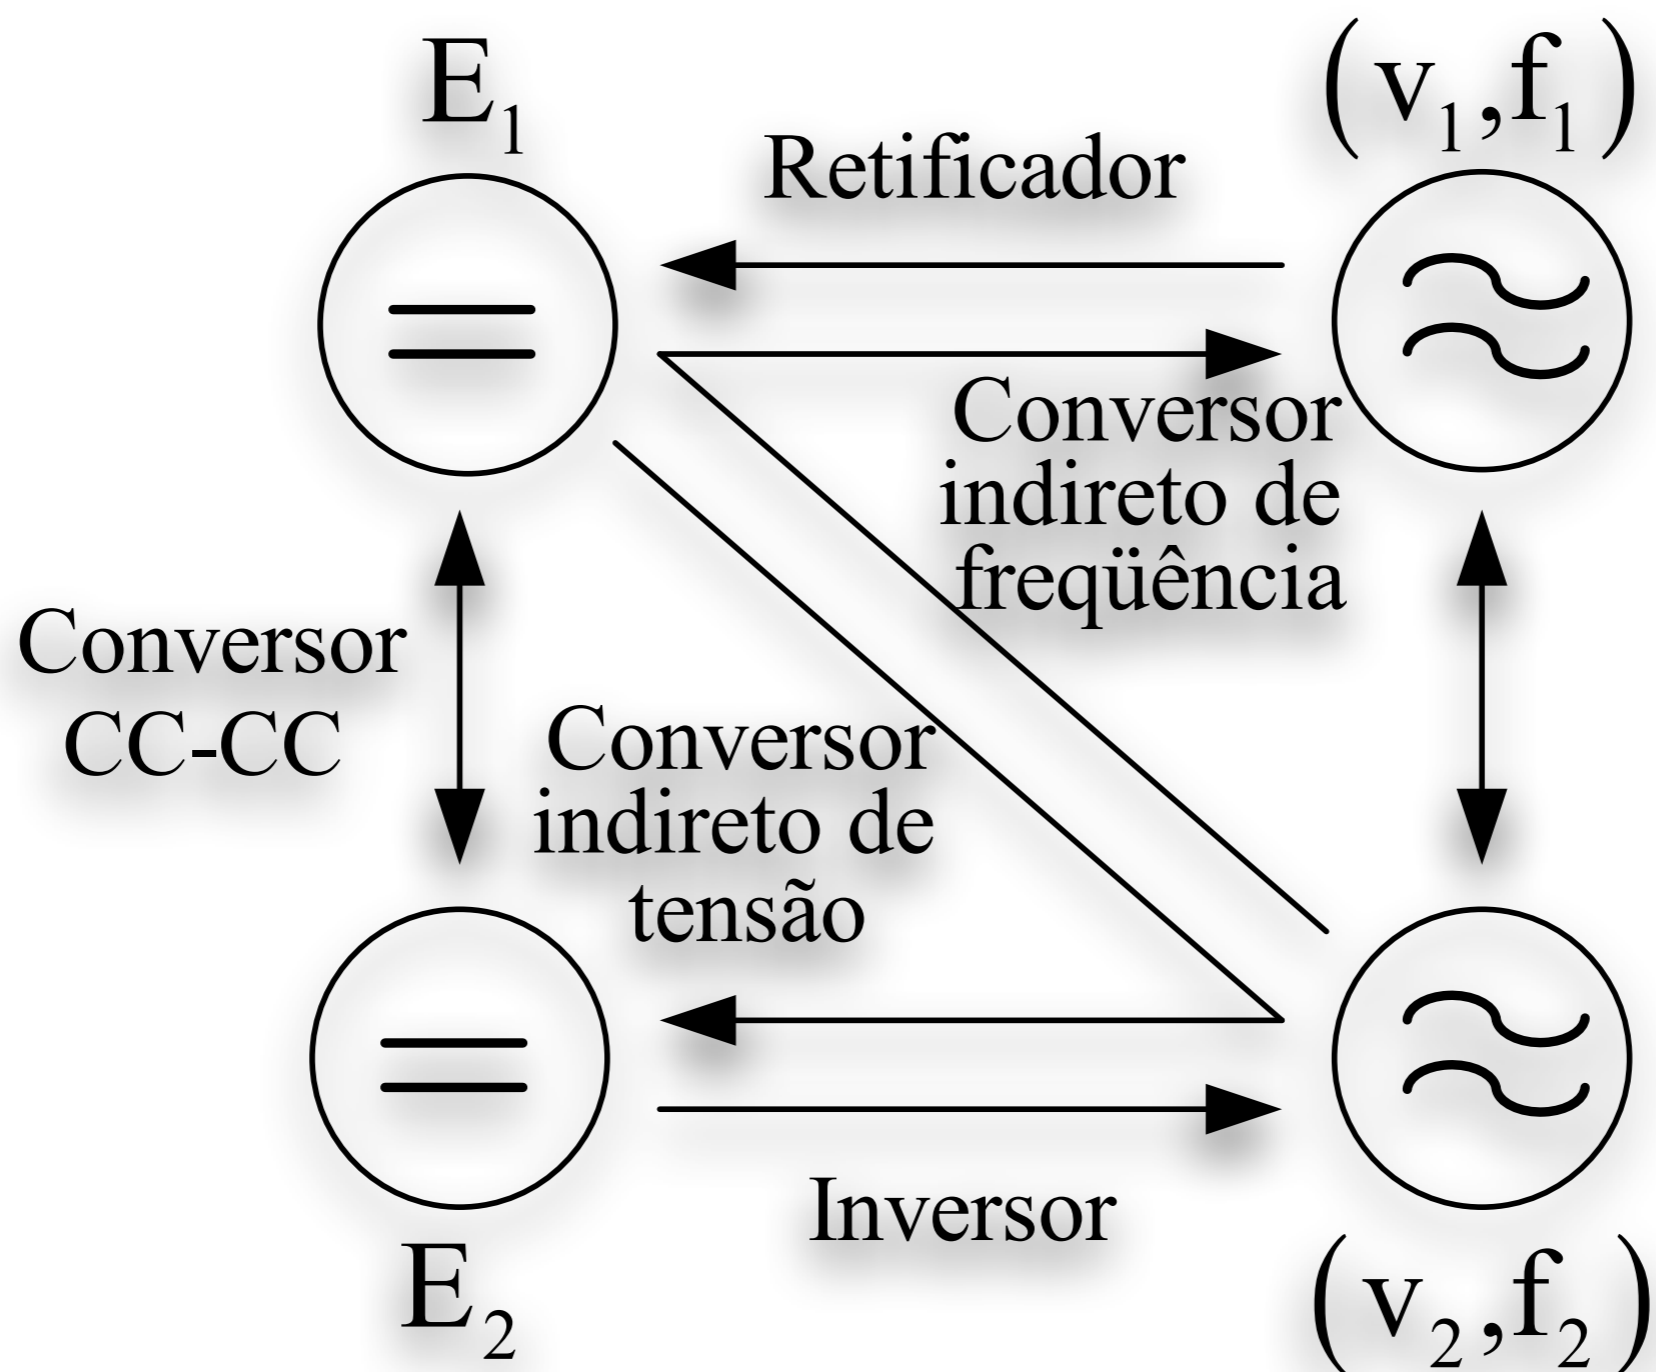 E₁
(v₁,f₁)
Retificador
Conversor
indireto de
freqüência
Conversor
CC-CC
Conversor
indireto de
tensão
Inversor
E₂
(v₂,f₂)